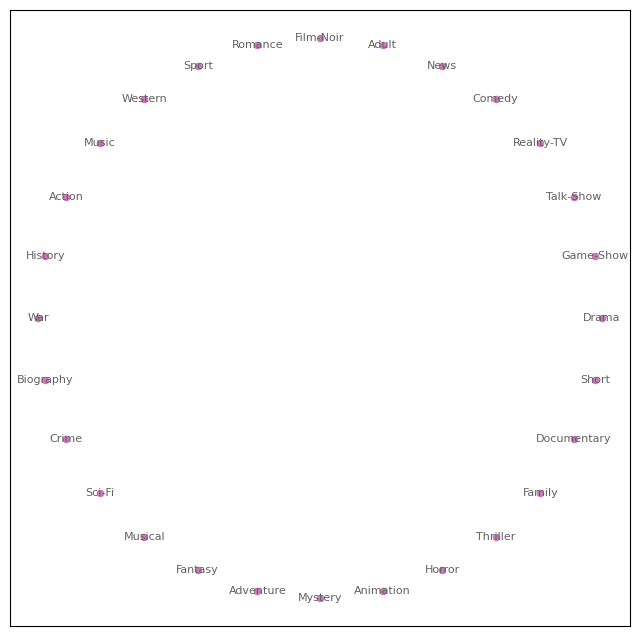 Film-Noir
Romance
Adult
Sport
News
Western
Comedy
Music
Reality-TV
Action
Talk-Show
History
Game-Show
War
Drama
Biography
Short
Crime
Documentary
Sci-Fi
Family
Musical
Thriller
Fantasy
Horror
Adventure
Animation
Mystery